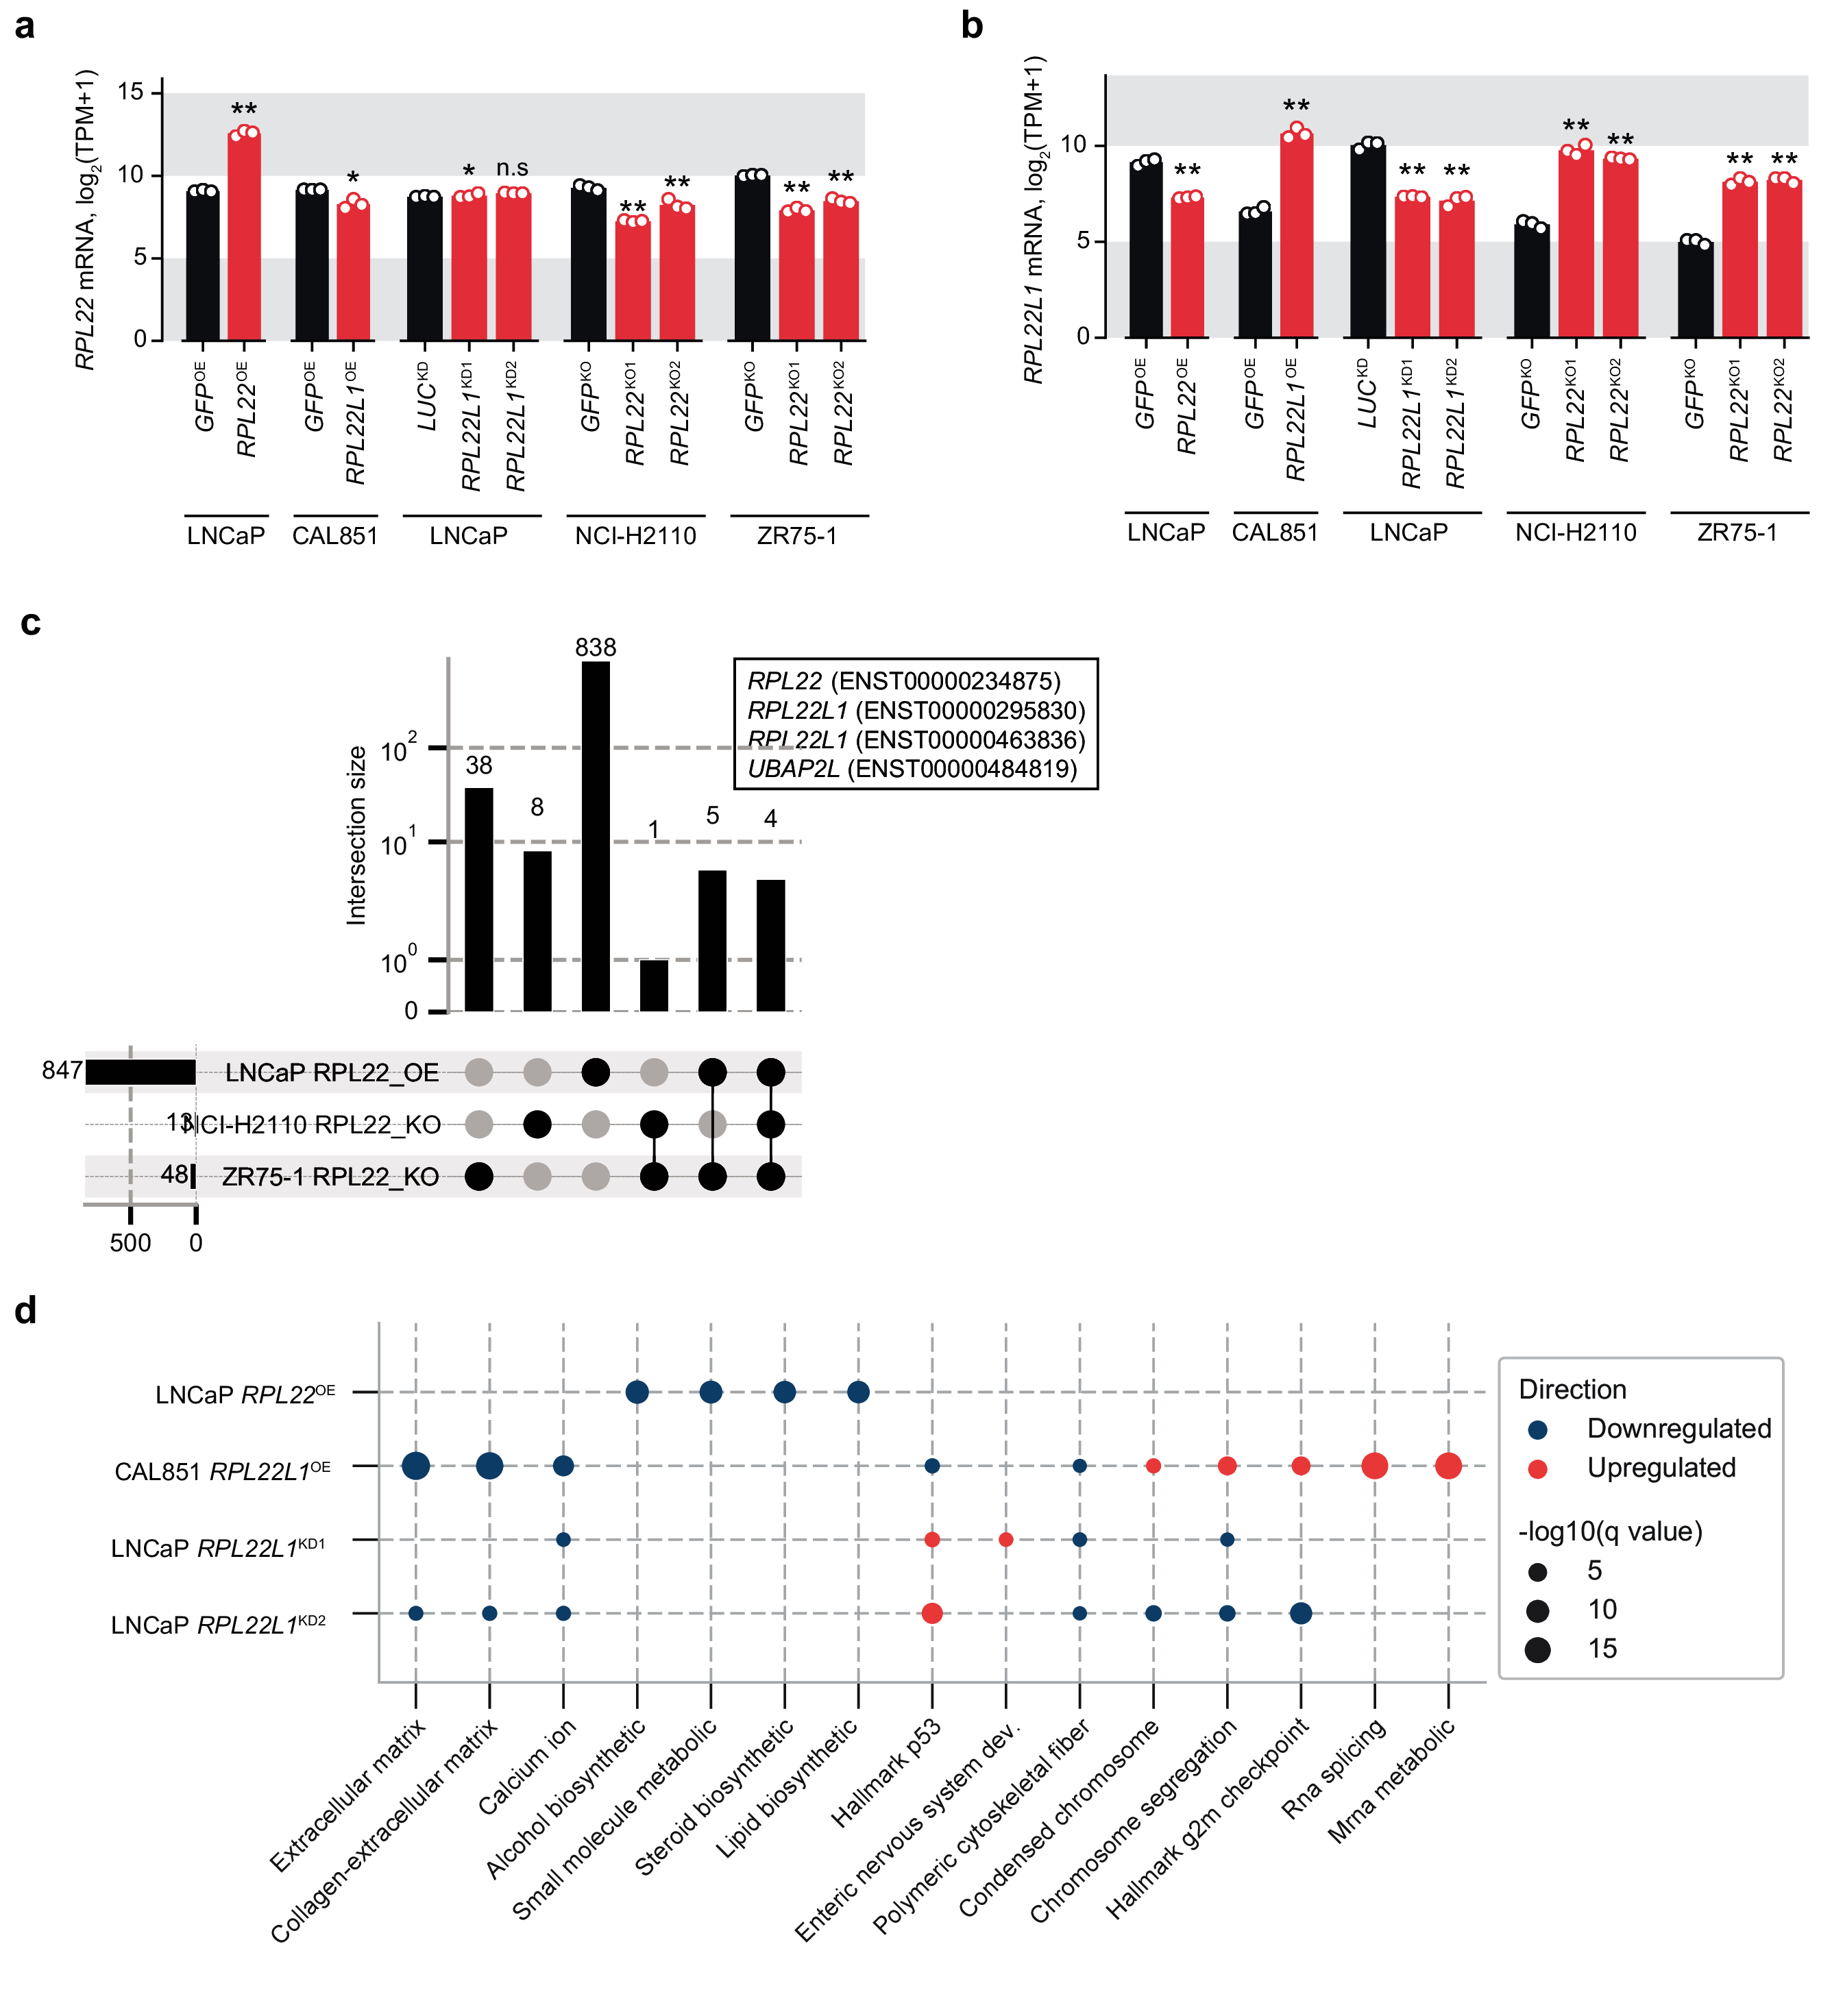 a
RPL22 mRNA, log2(TPM+1)
15
10
5
0
**
*
*
n.s
**
**
**
**
GFPOE
RPL22OE
GFPOE
RPL22L1OE
LUCKD
RPL22L1KD1
RPL22L1KD2
GFPKO
RPL22KO1
RPL22KO2
GFPKO
RPL22KO1
RPL22KO2
LNCaP
CAL851
LNCaP
NCI-H2110
ZR75-1
b
RPL22L1 mRNA, log2(TPM+1)
10
5
0
**
**
**
**
**
**
**
**
GFPOE
RPL22OE
GFPOE
RPL22L1OE
LUCKD
RPL22L1KD1
RPL22L1KD2
GFPKO
RPL22KO1
RPL22KO2
GFPKO
RPL22KO1
RPL22KO2
LNCaP
CAL851
LNCaP
NCI-H2110
ZR75-1
c
Intersection size
10^2
10^1
10^0
0
38
8
838
1
5
4
RPL22 (ENST00000234875)
RPL22L1 (ENST00000295830)
RPL22L1 (ENST00000463836)
UBAP2L (ENST00000484819)
847 LNCaP RPL22_OE
13 NCI-H2110 RPL22_KO
48 ZR75-1 RPL22_KO
500 0
d
LNCaP RPL22OE
CAL851 RPL22L1OE
LNCaP RPL22L1KD1
LNCaP RPL22L1KD2
Extracellular matrix
Collagen-extracellular matrix
Calcium ion
Alcohol biosynthetic
Small molecule metabolic
Steroid biosynthetic
Lipid biosynthetic
Hallmark p53
Enteric nervous system dev.
Polymeric cytoskeletal fiber
Condensed chromosome
Chromosome segregation
Hallmark g2m checkpoint
Rna splicing
Mrna metabolic
Direction
Downregulated
Upregulated
-log10(q value)
5
10
15